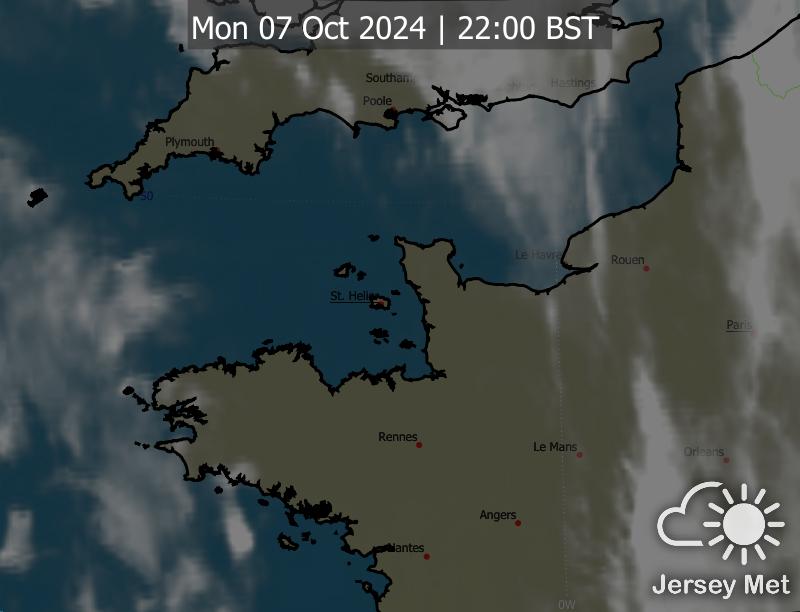 Mon 07 Oct 2024 | 22:00 BST
Hastings
Poole
Plymouth
50
Le Havre
Rouen
St. Helier
Paris
Rennes
Le Mans
Orleans
Angers
Nantes
Jersey Met
0W